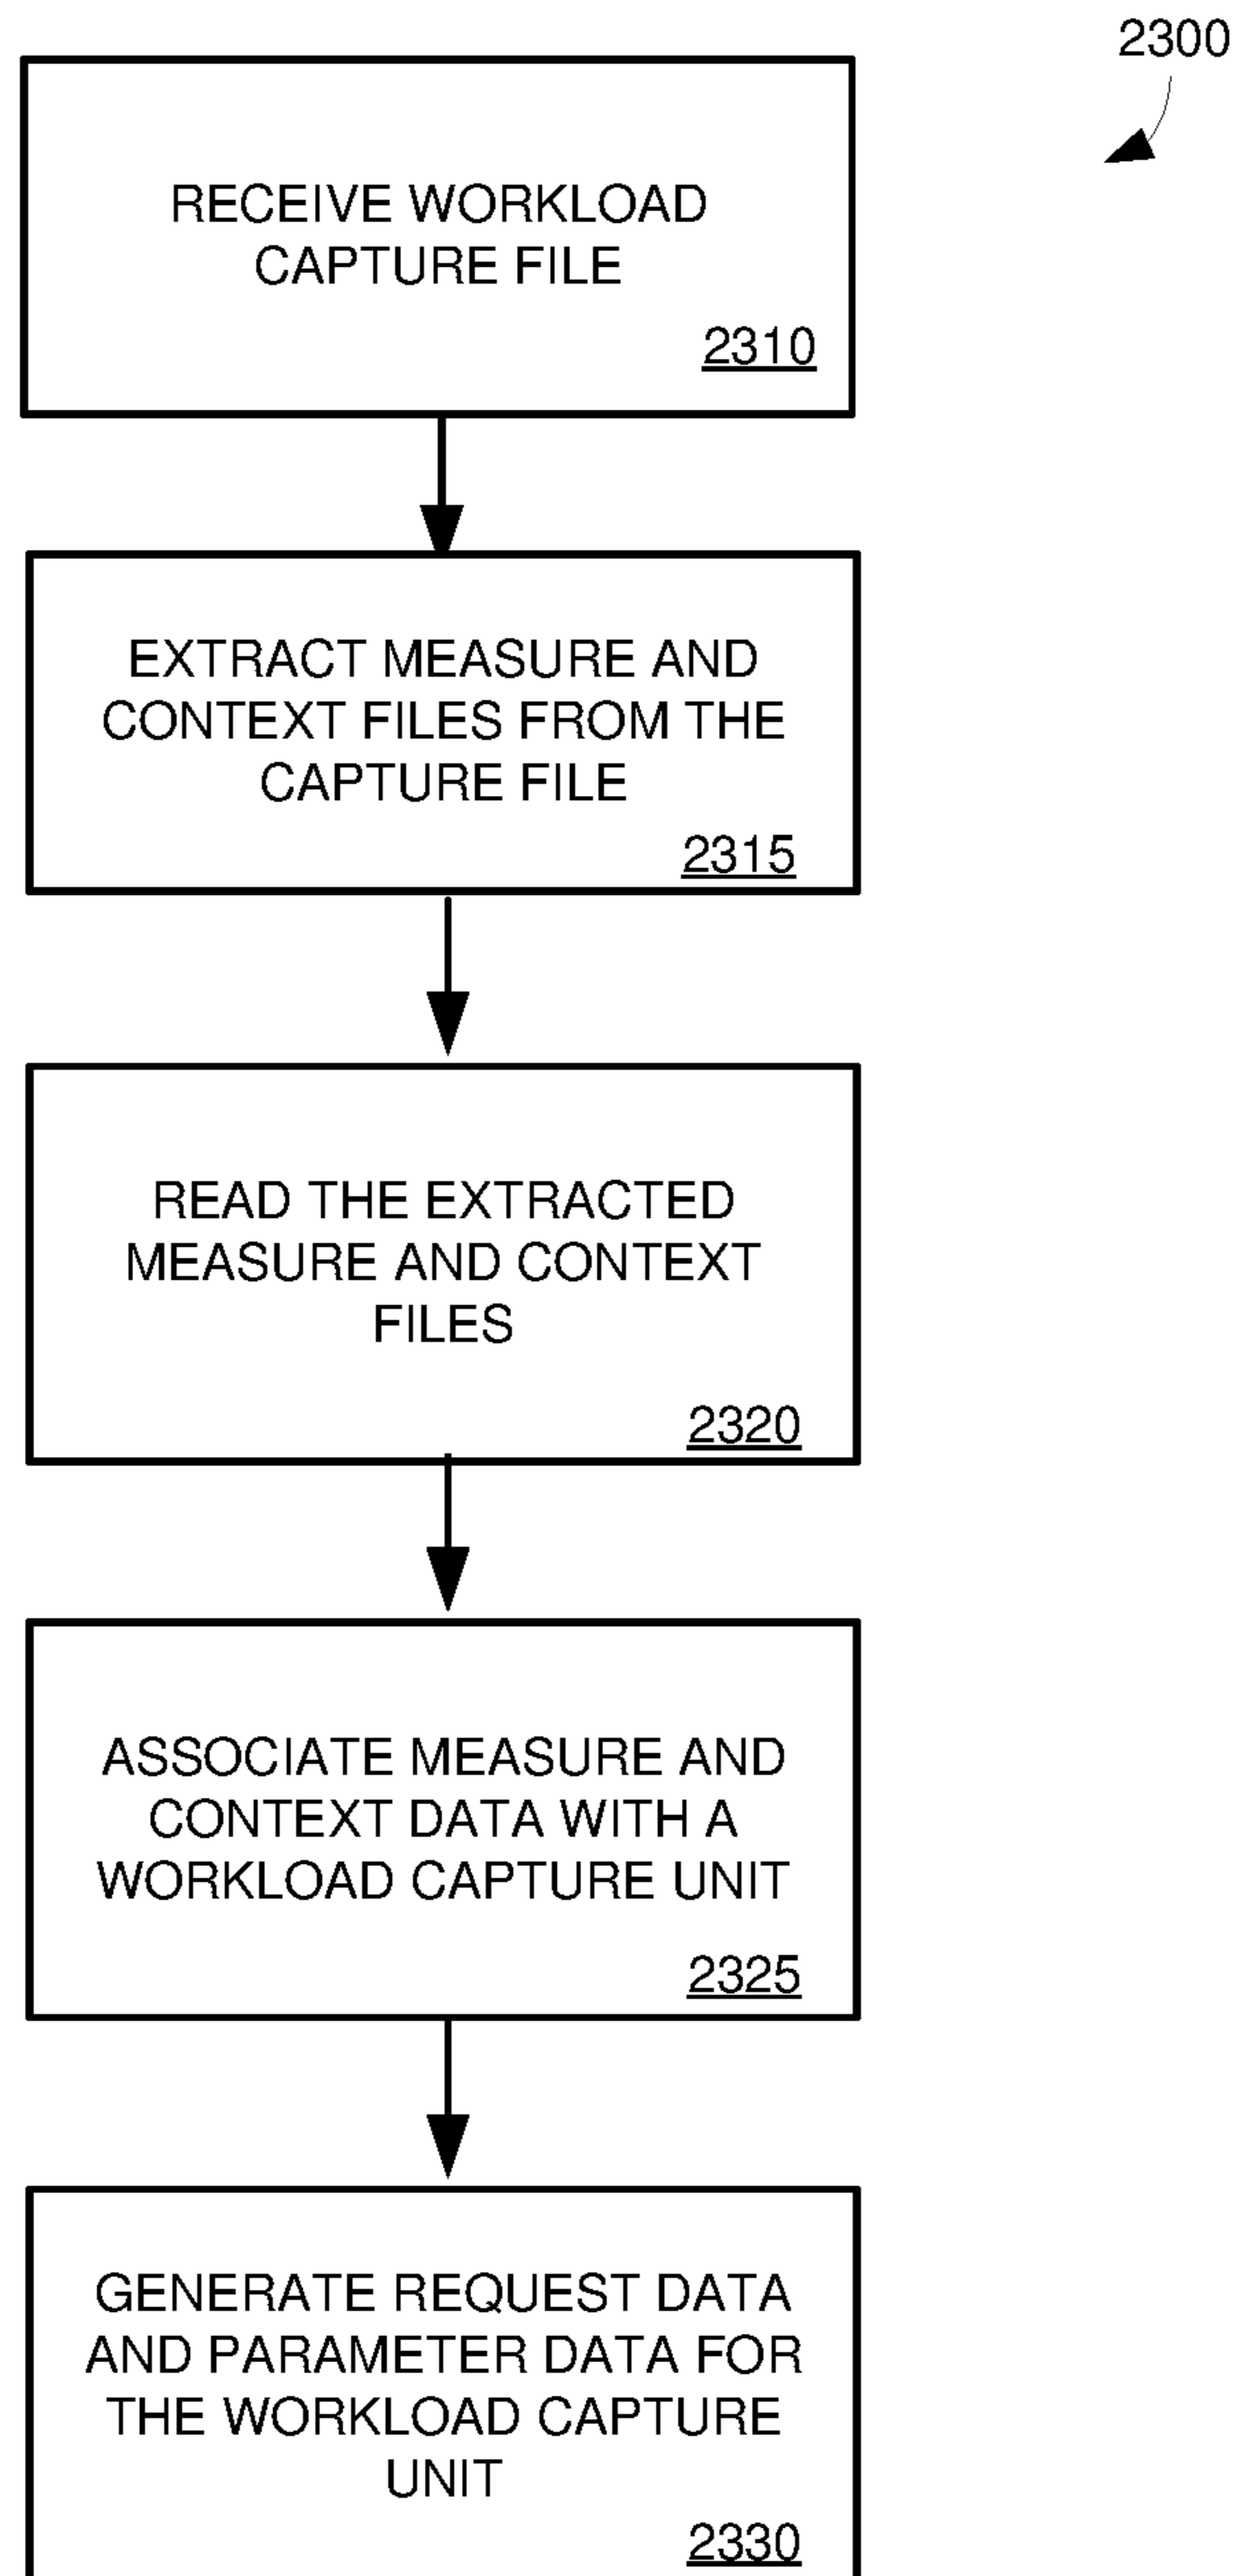 2300
RECEIVE WORKLOAD
CAPTURE FILE
2310
EXTRACT MEASURE AND
CONTEXT FILES FROM THE
CAPTURE FILE
2315
READ THE EXTRACTED
MEASURE AND CONTEXT
FILES
2320
ASSOCIATE MEASURE AND
CONTEXT DATA WITH A
WORKLOAD CAPTURE UNIT
2325
GENERATE REQUEST DATA
AND PARAMETER DATA FOR
THE WORKLOAD CAPTURE
UNIT
2330